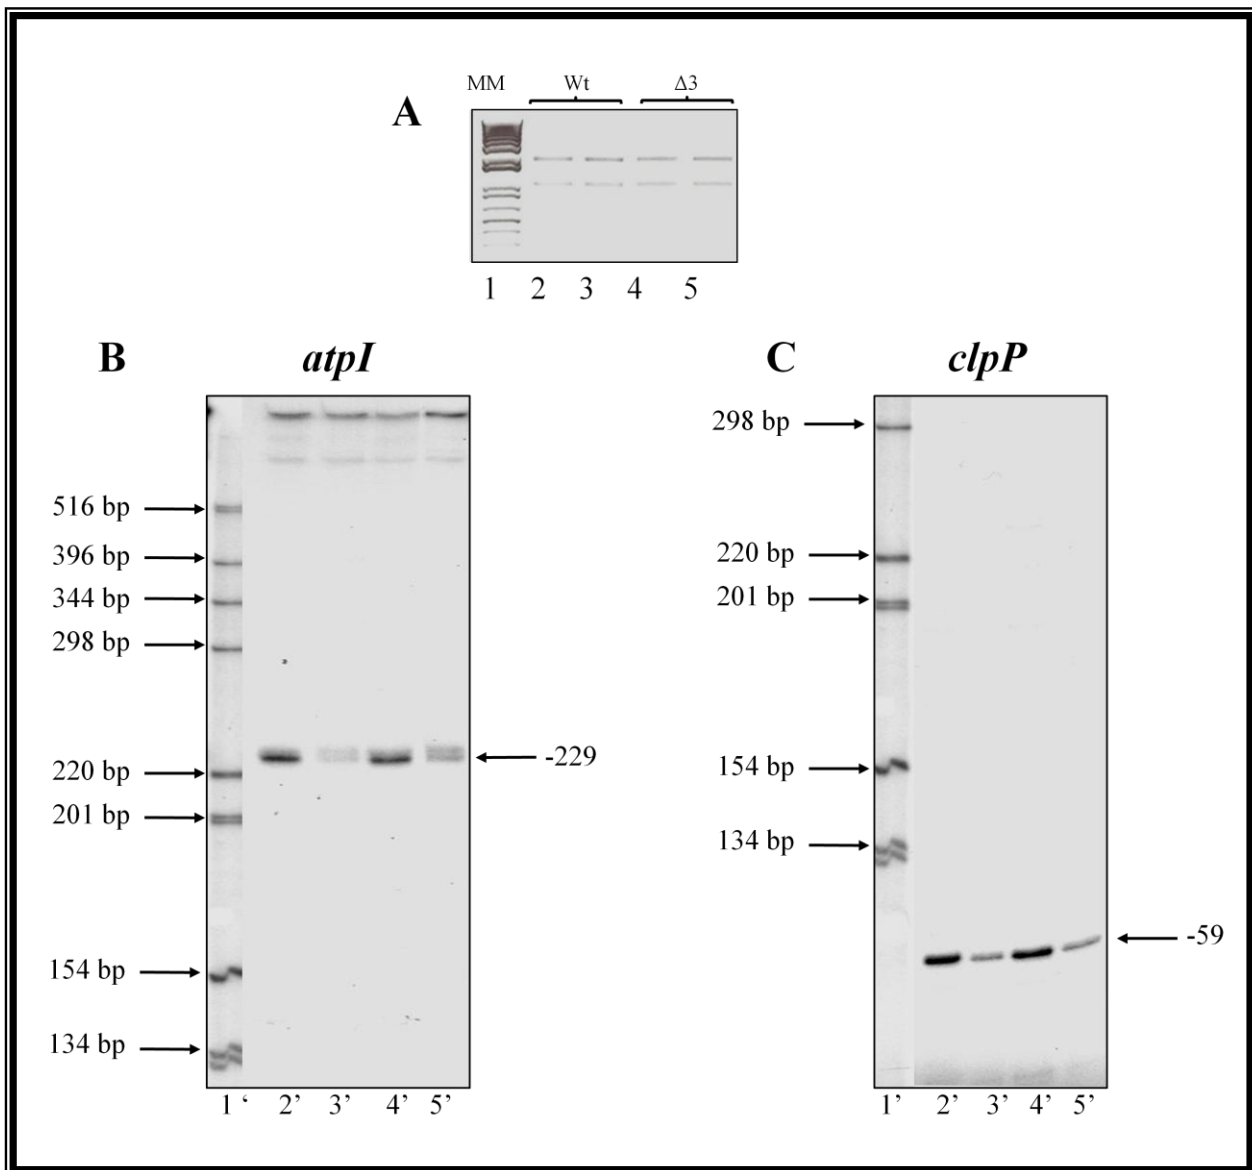 MM Wt Δ3
A
1 2 3 4 5
B atpI
516 bp
396 bp
344 bp
298 bp
220 bp
201 bp
154 bp
134 bp
-229
1 ‘ 2’ 3’ 4’ 5’
C clpP
298 bp
220 bp
201 bp
154 bp
134 bp
-59
1’ 2’ 3’ 4’ 5’